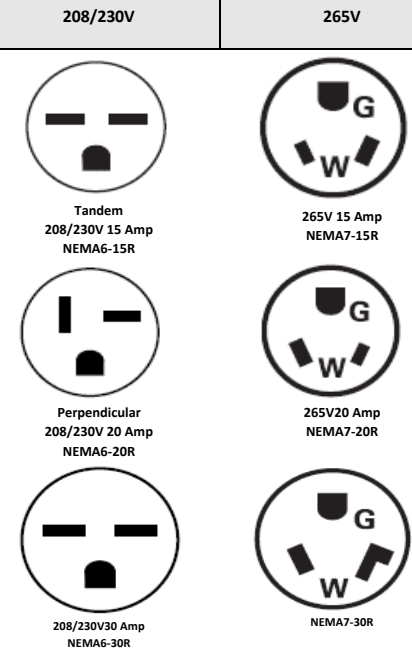 208/230V
265V
G
W
Tandem
208/230V 15 Amp
NEMA6-15R
265V 15 Amp
NEMA7-15R
G
W
Perpendicular
208/230V 20 Amp
NEMA6-20R
265V20 Amp
NEMA7-20R
G
W
208/230V30 Amp
NEMA6-30R
NEMA7-30R